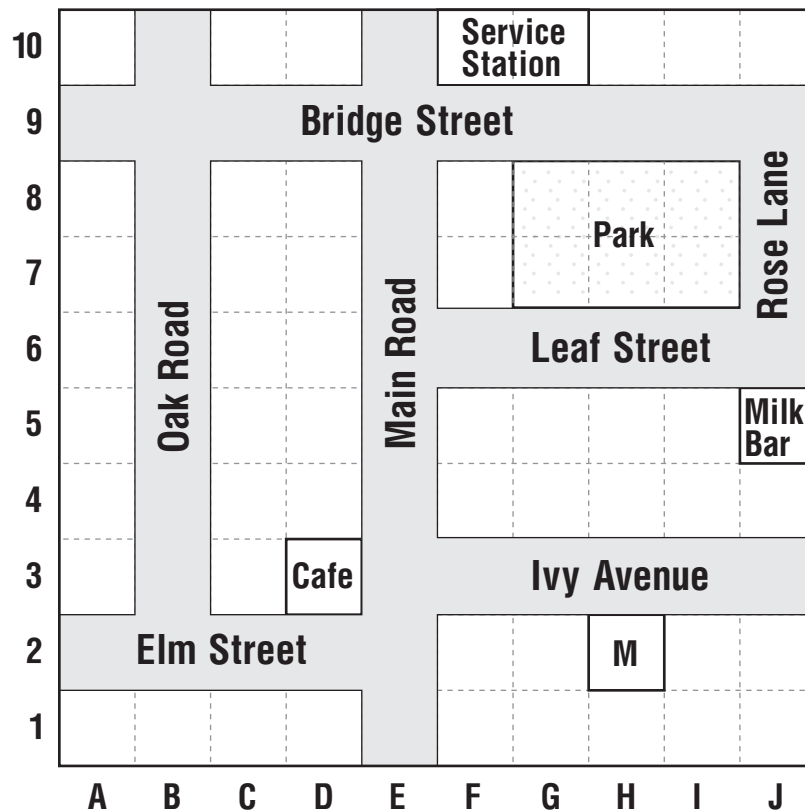 10
Service
Station
9
Bridge Street
8
Park
Rose Lane
7
6
Oak Road
Main Road
Leaf Street
5
Milk
Bar
4
3
Cafe
Ivy Avenue
2
Elm Street
M
1
A B C D E F G H I J